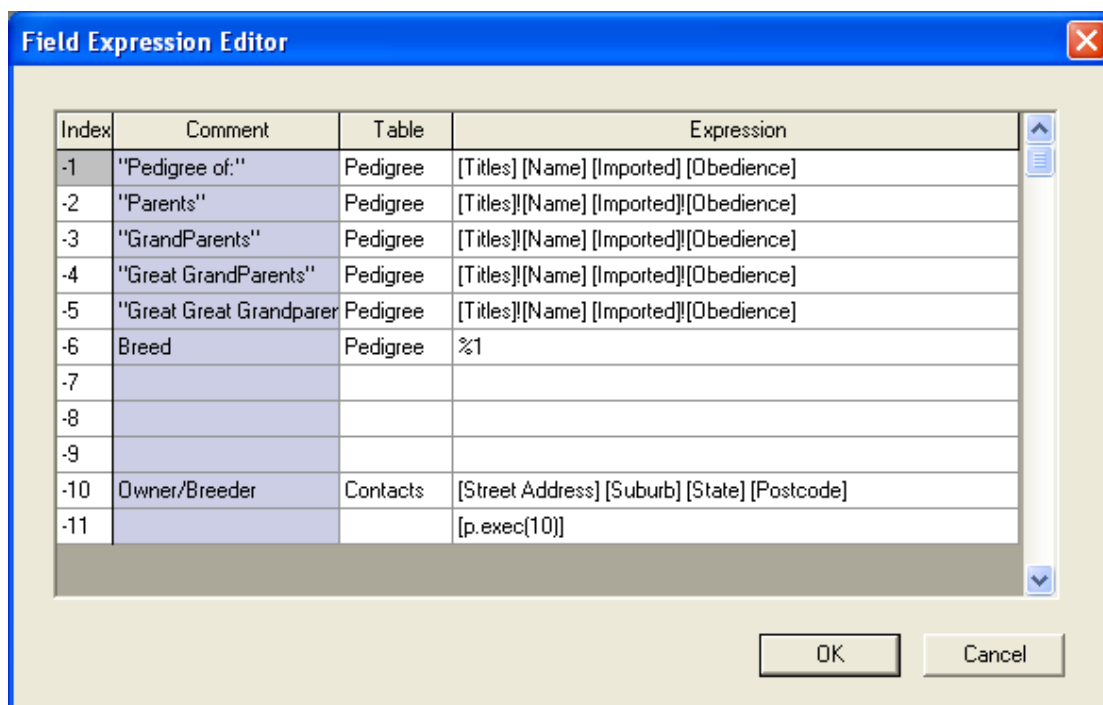 Field Expression Editor
Index Comment Table Expression
-1 "Pedigree of:" Pedigree [Titles] [Name] [Imported] [Obedience]
-2 "Parents" Pedigree [Titles]![Name] [Imported]![Obedience]
-3 "GrandParents" Pedigree [Titles]![Name] [Imported]![Obedience]
-4 "Great GrandParents" Pedigree [Titles]![Name] [Imported]![Obedience]
-5 "Great Great Grandparer Pedigree [Titles]![Name] [Imported]![Obedience]
-6 Breed Pedigree %1
-7
-8
-9
-10 Owner/Breeder Contacts [Street Address] [Suburb] [State] [Postcode]
-11 [p.exec(10)]
OK Cancel